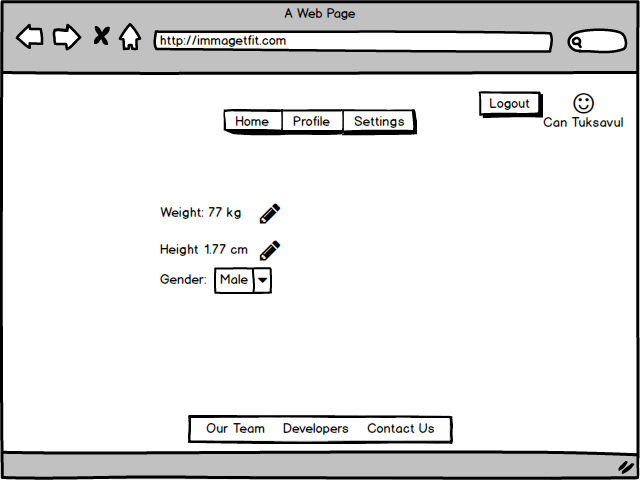 A Web Page
http://immagetfit.com
Logout
Can Tuksavul
Home Profile Settings
Weight: 77 kg
Height 1.77 cm
Gender: Male
Our Team Developers Contact Us